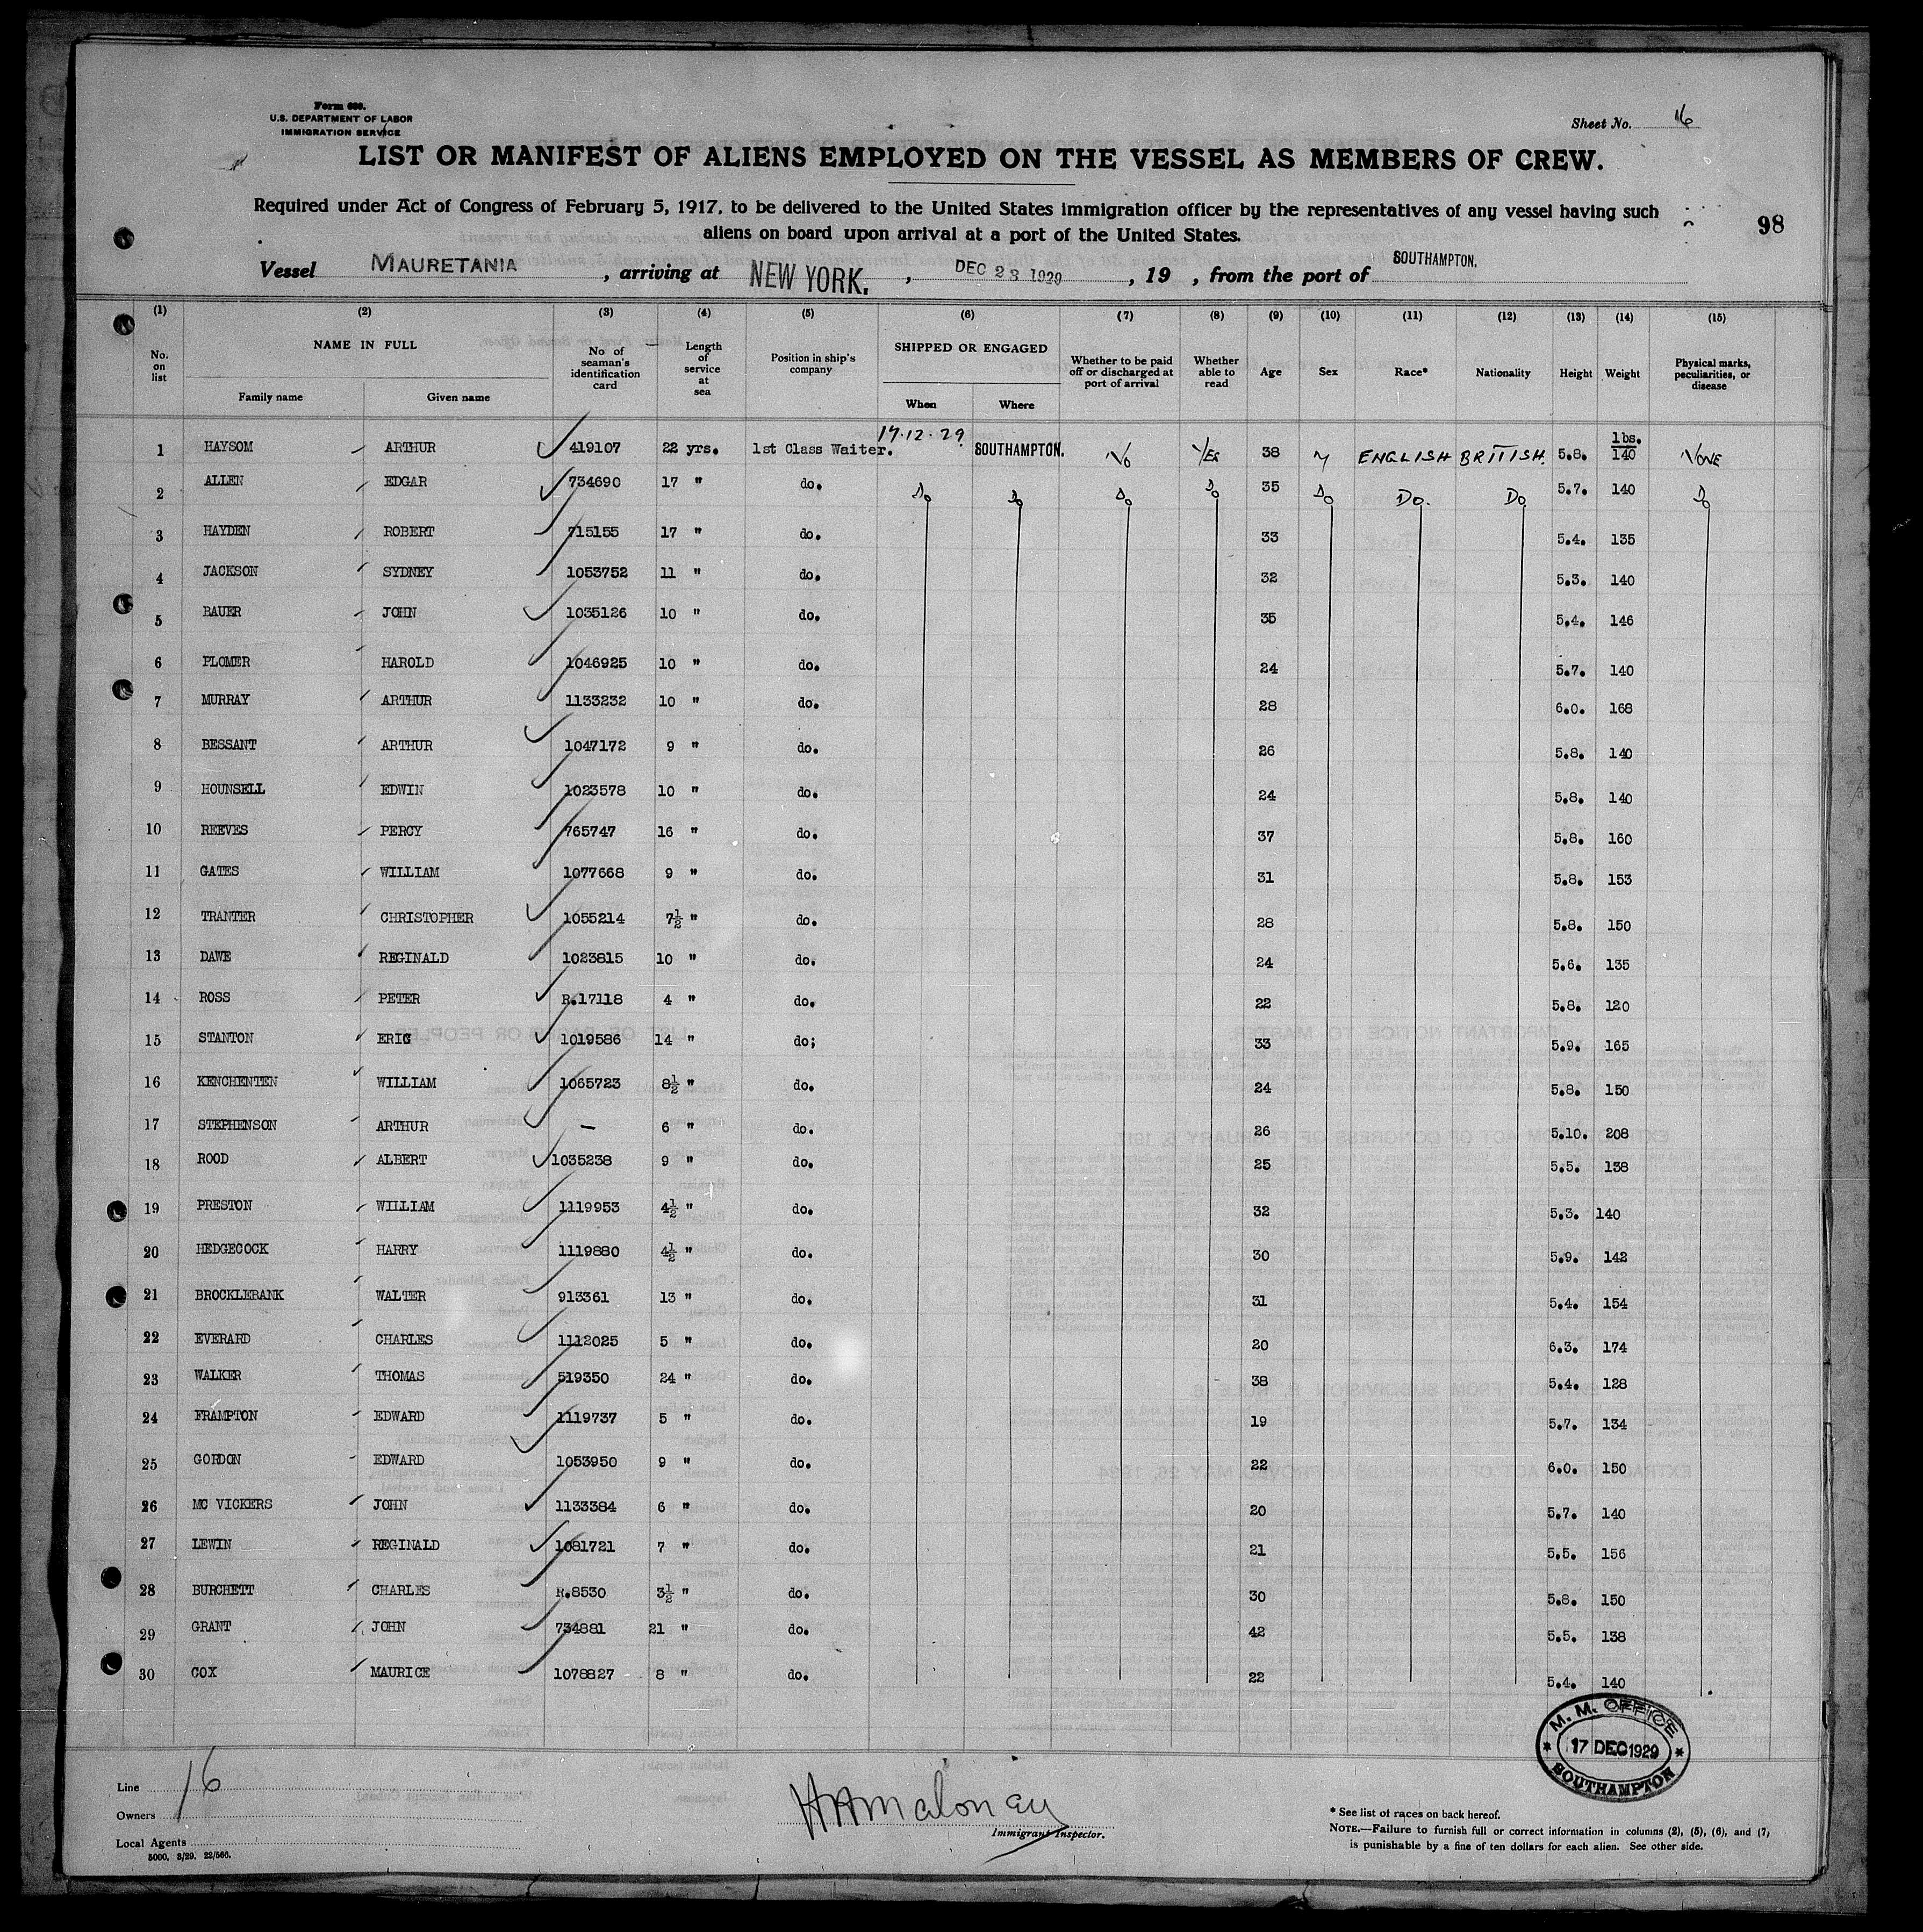 Form 680.
U.S. DEPARTMENT OF LABOR
IMMIGRATION SERVICE
Sheet No. 16
LIST OR MANIFEST OF ALIENS EMPLOYED ON THE VESSEL AS MEMBERS OF CREW.
Required under Act of Congress of February 5, 1917, to be delivered to the United States immigration officer by the representatives of any vessel having such
aliens on board upon arrival at a port of the United States.
98
Vessel MAURETANIA, arriving at NEW YORK., DEC 23 1929, 19 , from the port of SOUTHAMPTON.
(1) (2) (3) (4) (5) (6) (7) (8) (9) (10) (11) (12) (13) (14) (15)
No. on list NAME IN FULL Family name Given name No of seaman's identification card Length of service at sea Position in ship's company SHIPPED OR ENGAGED When Where Whether to be paid off or discharged at port of arrival Whether able to read Age Sex Race* Nationality Height Weight Physical marks, peculiarities, or disease
1 HAYSOM ARTHUR 419107 22 yrs. 1st Class Waiter. 17.12.29. SOUTHAMPTON. No Yes 38 M ENGLISH BRITISH. 5.8. lbs. 140 NONE
2 ALLEN EDGAR 734690 17 " do. Do Do Do Do 35 Do Do. Do 5.7. 140 Do
3 HAYDEN ROBERT 715155 17 " do. 33 5.4. 135
4 JACKSON SYDNEY 1053752 11 " do. 32 5.3. 140
5 BAUER JOHN 1035126 10 " do. 35 5.4. 146
6 PLOMER HAROLD 1046925 10 " do. 24 5.7. 140
7 MURRAY ARTHUR 1133232 10 " do. 28 6.0. 168
8 BESSANT ARTHUR 1047172 9 " do. 26 5.8. 140
9 HOUNSELL EDWIN 1023578 10 " do. 24 5.8. 140
10 REEVES PERCY 765747 16 " do. 37 5.8. 160
11 GATES WILLIAM 1077668 9 " do. 31 5.8. 153
12 TRANTER CHRISTOPHER 1055214 7½ " do. 28 5.8. 150
13 DAWE REGINALD 1023815 10 " do. 24 5.6. 135
14 ROSS PETER R.17118 4 " do. 22 5.8. 120
15 STANTON ERIC 1019586 14 " do; 33 5.9. 165
16 KENCHENTEN WILLIAM 1065723 8½ " do. 24 5.8. 150
17 STEPHENSON ARTHUR — 6 " do. 26 5.10. 208
18 ROOD ALBERT 1035238 9 " do. 25 5.5. 138
19 PRESTON WILLIAM 1119953 4½ " do. 32 5.3. 140
20 HEDGECOCK HARRY 1119880 4½ " do. 30 5.9. 142
21 BROCKLEBANK WALTER 913361 13 " do. 31 5.4. 154
22 EVERARD CHARLES 1112025 5 " do. 20 6.3. 174
23 WALKER THOMAS 519350 24 " do. 38 5.4. 128
24 FRAMPTON EDWARD 1119737 5 " do. 19 5.7. 134
25 GORDON EDWARD 1053950 9 " do. 22 6.0. 150
26 MC VICKERS JOHN 1133384 6 " do. 20 5.7. 140
27 LEWIN REGINALD 1081721 7 " do. 21 5.5. 156
28 BURCHETT CHARLES R.8530 3½ " do. 30 5.8. 150
29 GRANT JOHN 734881 21 " do. 42 5.5. 138
30 COX MAURICE 1078827 8 " do. 22 5.4. 140
M. M. OFFICE
17 DEC 1929
SOUTHAMPTON
Line 16
Owners
Local Agents
5000. 3/29. 22/566.
HAMaloney
Immigrant Inspector.
* See list of races on back hereof.
NOTE.—Failure to furnish full or correct information in columns (2), (5), (6), and (7)
is punishable by a fine of ten dollars for each alien. See other side.